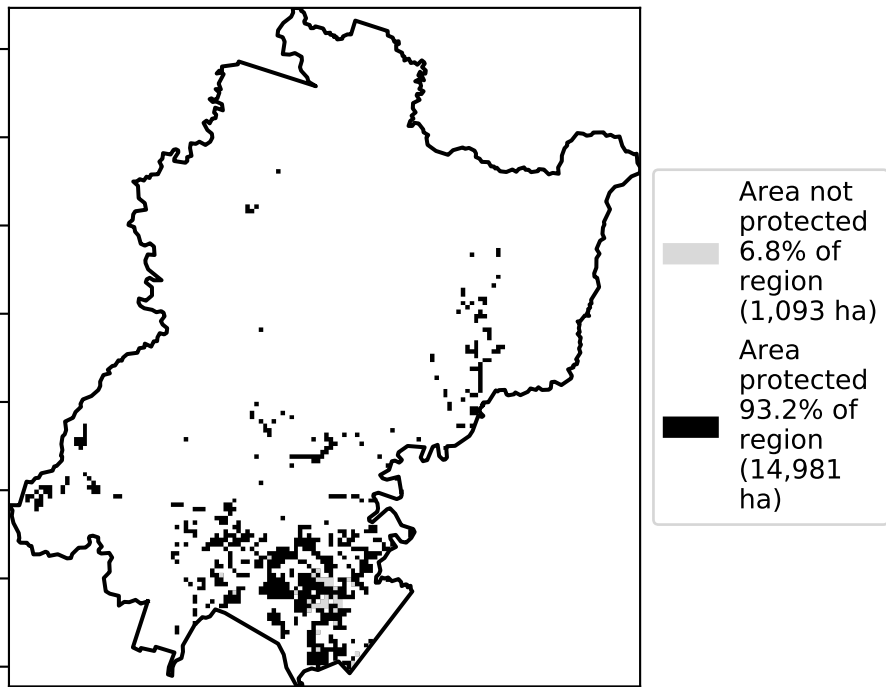 Area not
protected
6.8% of
region
(1,093 ha)
Area
protected
93.2% of
region
(14,981
ha)